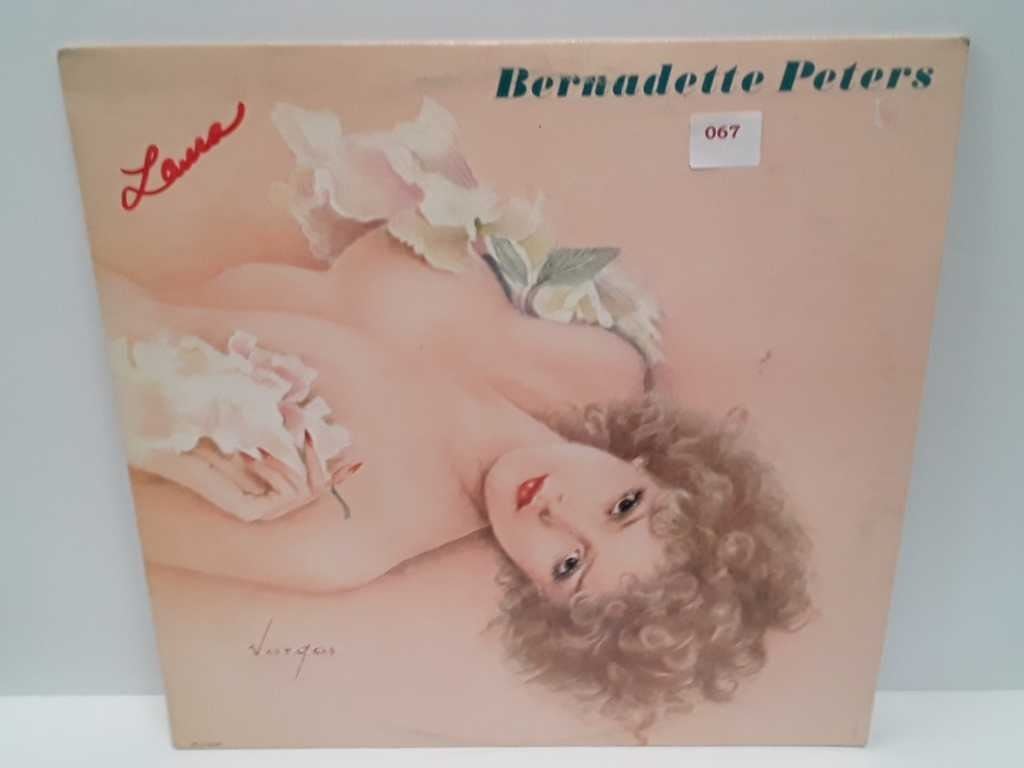 Bernadette Peters
067
Laura
Vargas